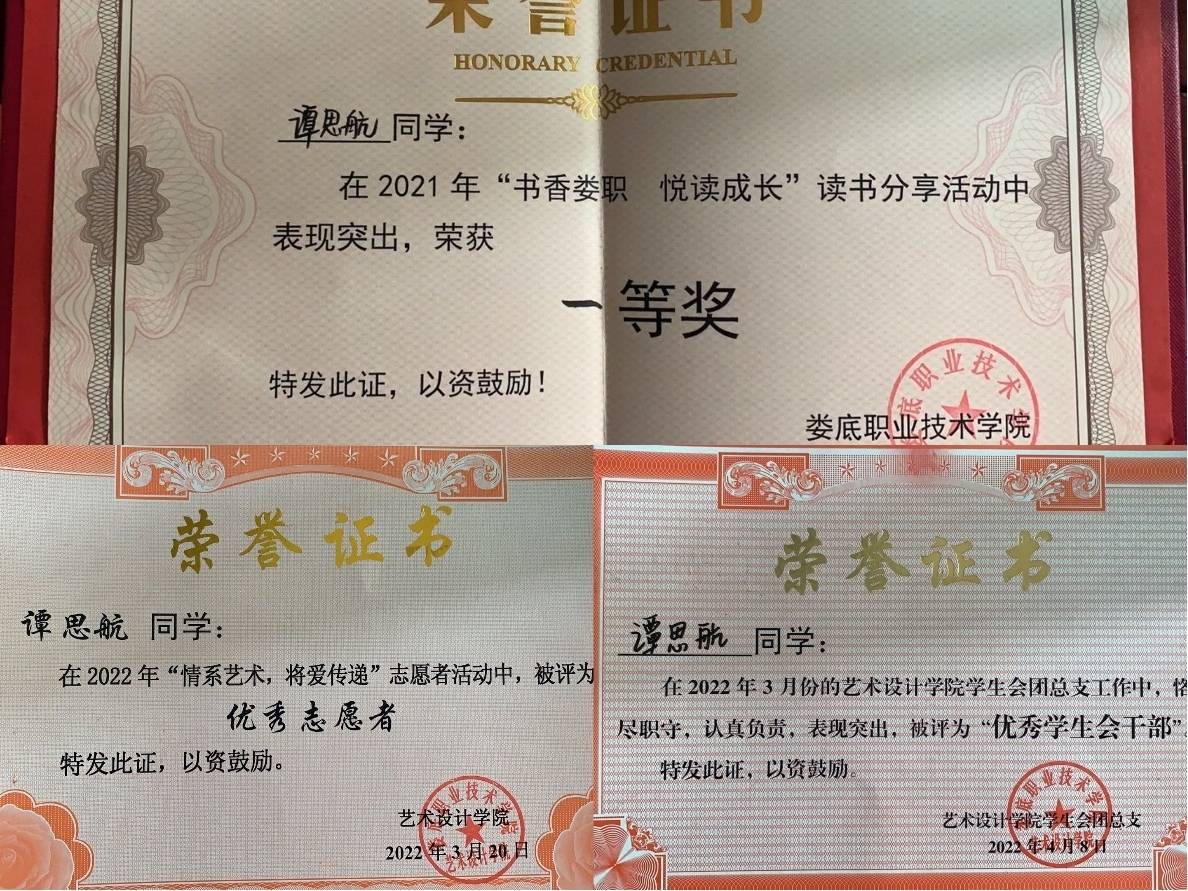 荣誉证书
HONORARY CREDENTIAL
谭思航同学：
在 2021 年“书香娄职 悦读成长”读书分享活动中
表现突出，荣获
一等奖
特发此证，以资鼓励！
娄底职业技术学院
荣誉证书
谭思航 同学：
在 2022 年“情系艺术，将爱传递”志愿者活动中，被评为
优秀志愿者
特发此证，以资鼓励。
艺术设计学院
2022 年 3 月 20 日
荣誉证书
谭思航同学：
在 2022 年 3 月份的艺术设计学院学生会团总支工作中，恪
尽职守，认真负责，表现突出，被评为“优秀学生会干部”。
特发此证，以资鼓励。
艺术设计学院学生会团总支
2022 年 4 月 8 日